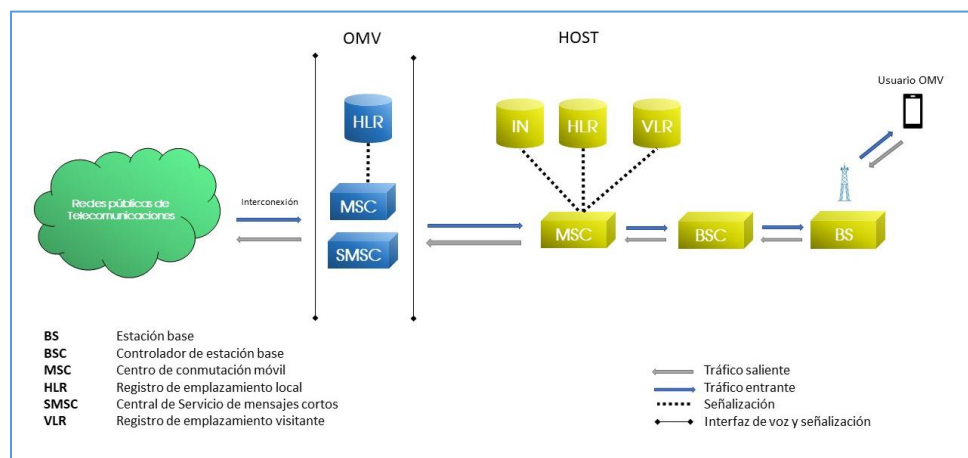 OMV
HOST
Usuario OMV
HLR
IN
HLR
VLR
Redes públicas de
Telecomunicaciones
Interconexión
MSC
SMSC
MSC
BSC
BS
BS Estación base
BSC Controlador de estación base
MSC Centro de conmutación móvil
HLR Registro de emplazamiento local
SMSC Central de Servicio de mensajes cortos
VLR Registro de emplazamiento visitante
Tráfico saliente
Tráfico entrante
Señalización
Interfaz de voz y señalización